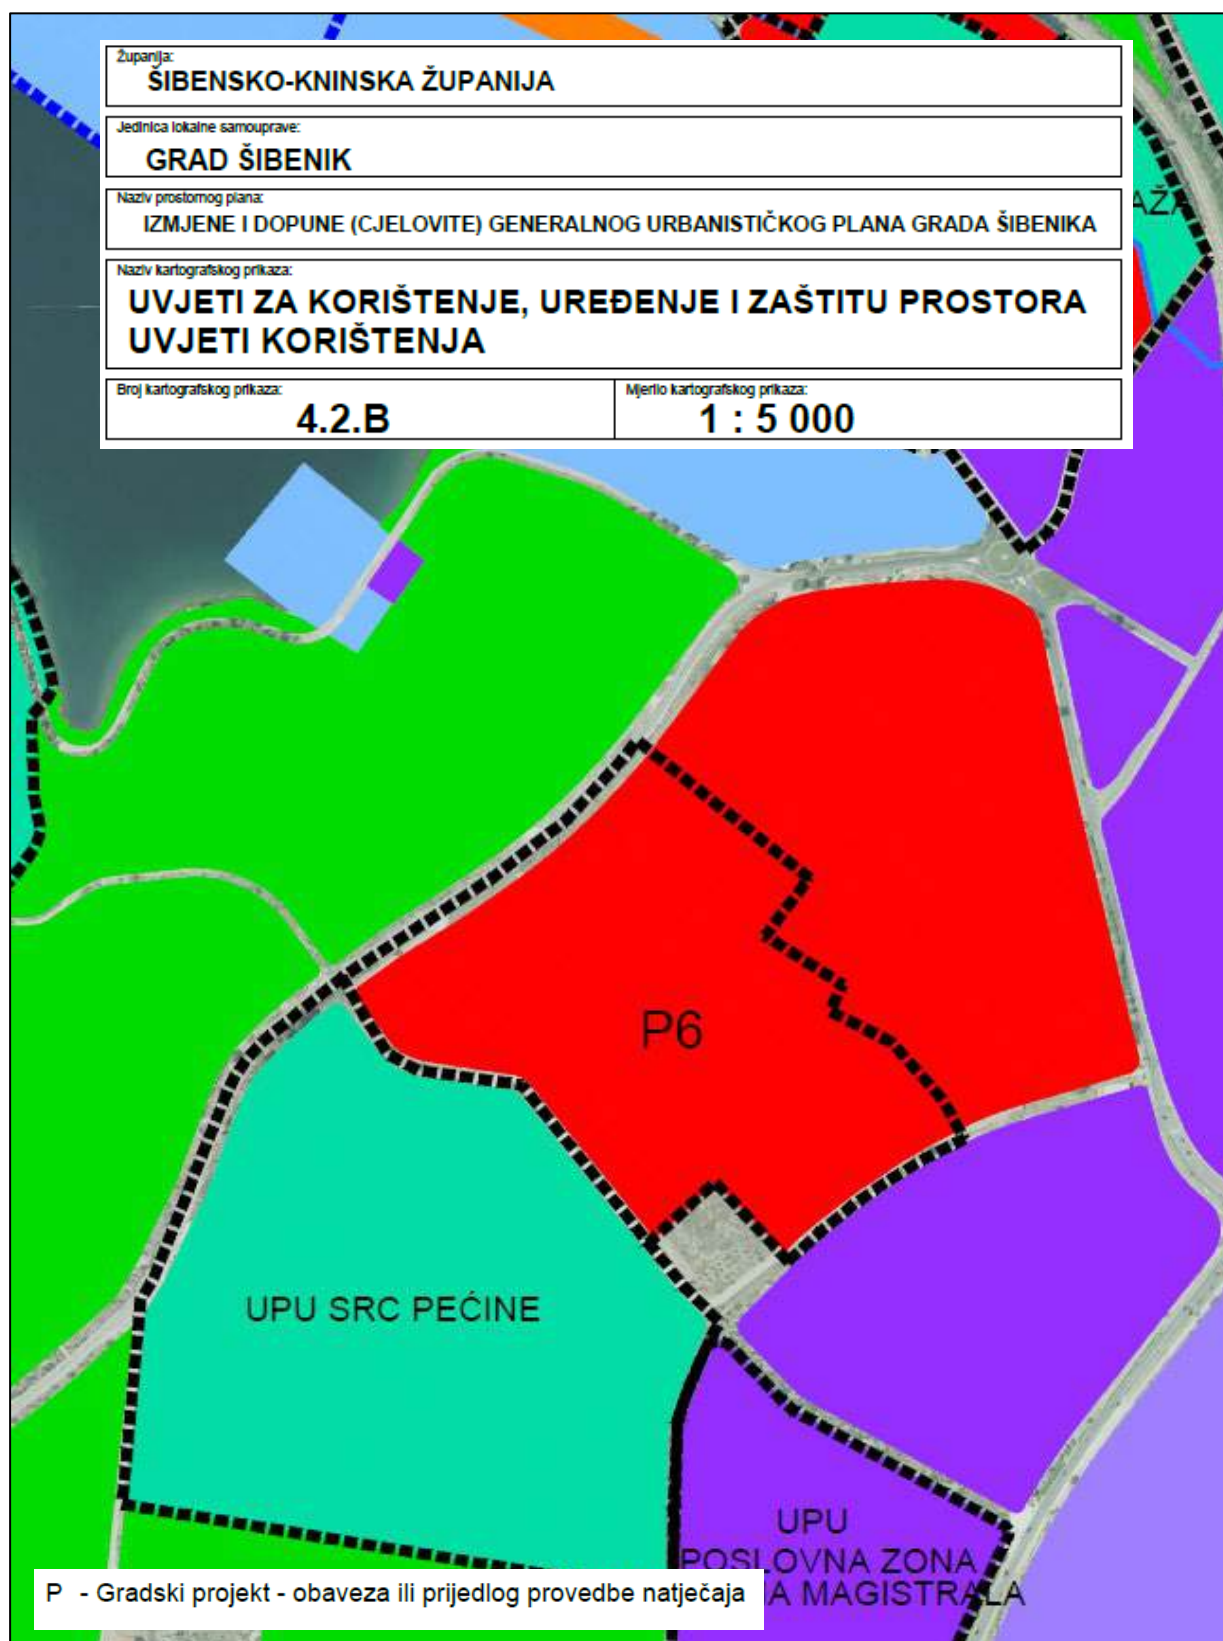 Županija:
ŠIBENSKO-KNINSKA ŽUPANIJA
Jedinica lokalne samouprave:
GRAD ŠIBENIK
Naziv prostornog plana:
IZMJENE I DOPUNE (CJELOVITE) GENERALNOG URBANISTIČKOG PLANA GRADA ŠIBENIKA
Naziv kartografskog prikaza:
UVJETI ZA KORIŠTENJE, UREĐENJE I ZAŠTITU PROSTORA
UVJETI KORIŠTENJA
Broj kartografskog prikaza:
4.2.B
Mjerilo kartografskog prikaza:
1 : 5 000
P6
UPU SRC PEĆINE
UPU
POSLOVNA ZONA
MAGISTRALA
P - Gradski projekt - obaveza ili prijedlog provedbe natječaja